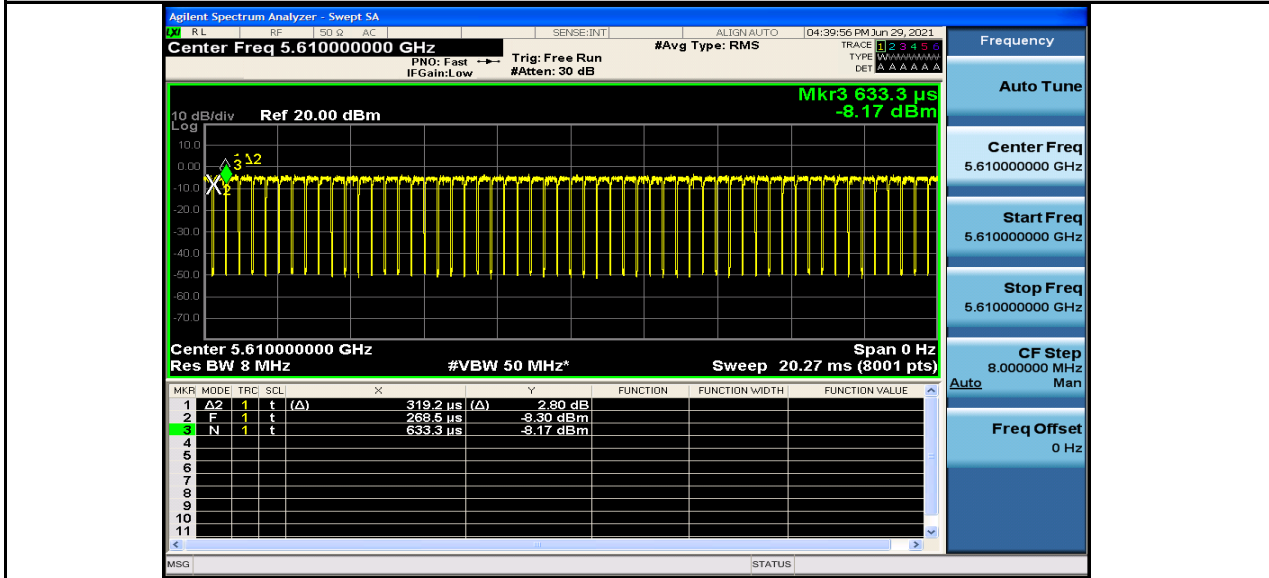 Agilent Spectrum Analyzer - Swept SA
LXI RL RF 50 Ω AC SENSE:INT ALIGN AUTO 04:39:56 PM Jun 29, 2021
Center Freq 5.610000000 GHz
PNO: Fast
IFGain:Low
Trig: Free Run
#Atten: 30 dB
#Avg Type: RMS
TRACE 1 2 3 4 5 6
TYPE WWWWWW
DET A A A A A A
Mkr3 633.3 µs
-8.17 dBm
10 dB/div Ref 20.00 dBm
Log
10.0
0.00
-10.0
-20.0
-30.0
-40.0
-50.0
-60.0
-70.0
3 Δ2
X 2
Center 5.610000000 GHz Span 0 Hz
Res BW 8 MHz #VBW 50 MHz* Sweep 20.27 ms (8001 pts)
MKR MODE TRC SCL X Y FUNCTION FUNCTION WIDTH FUNCTION VALUE
1 Δ2 1 t (Δ) 319.2 µs (Δ) 2.80 dB
2 F 1 t 268.5 µs -8.30 dBm
3 N 1 t 633.3 µs -8.17 dBm
4
5
6
7
8
9
10
11
MSG STATUS
Frequency
Auto Tune
Center Freq
5.610000000 GHz
Start Freq
5.610000000 GHz
Stop Freq
5.610000000 GHz
CF Step
8.000000 MHz
Auto Man
Freq Offset
0 Hz